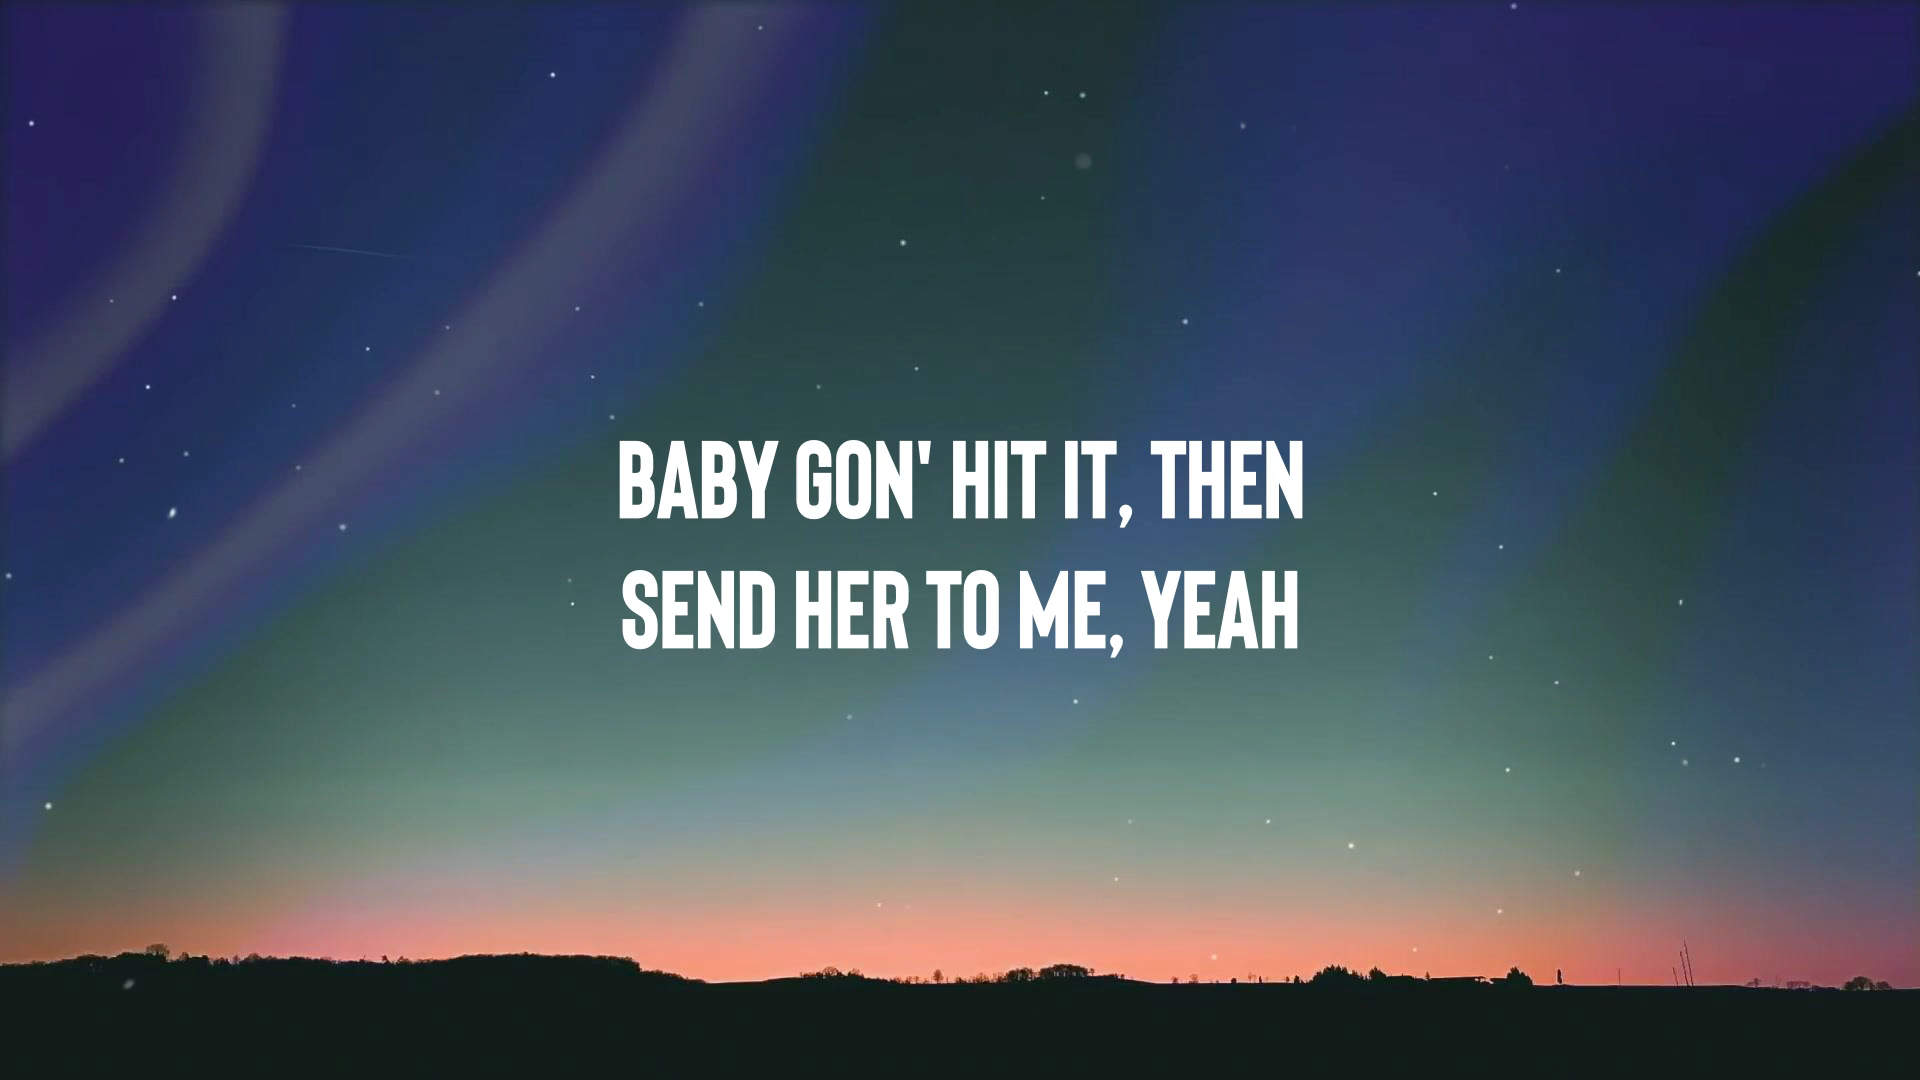 BABY GON' HIT IT, THEN
SEND HER TO ME, YEAH